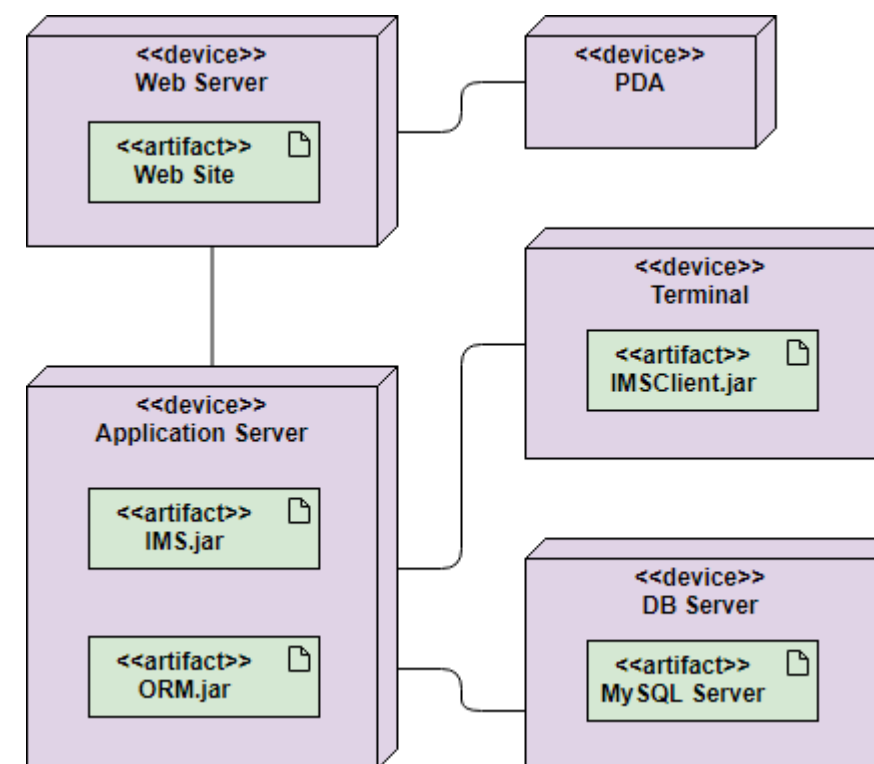 <<device>>
Web Server
<<artifact>>
Web Site
<<device>>
PDA
<<device>>
Terminal
<<artifact>>
IMSClient.jar
<<device>>
Application Server
<<artifact>>
IMS.jar
<<artifact>>
ORM.jar
<<device>>
DB Server
<<artifact>>
MySQL Server